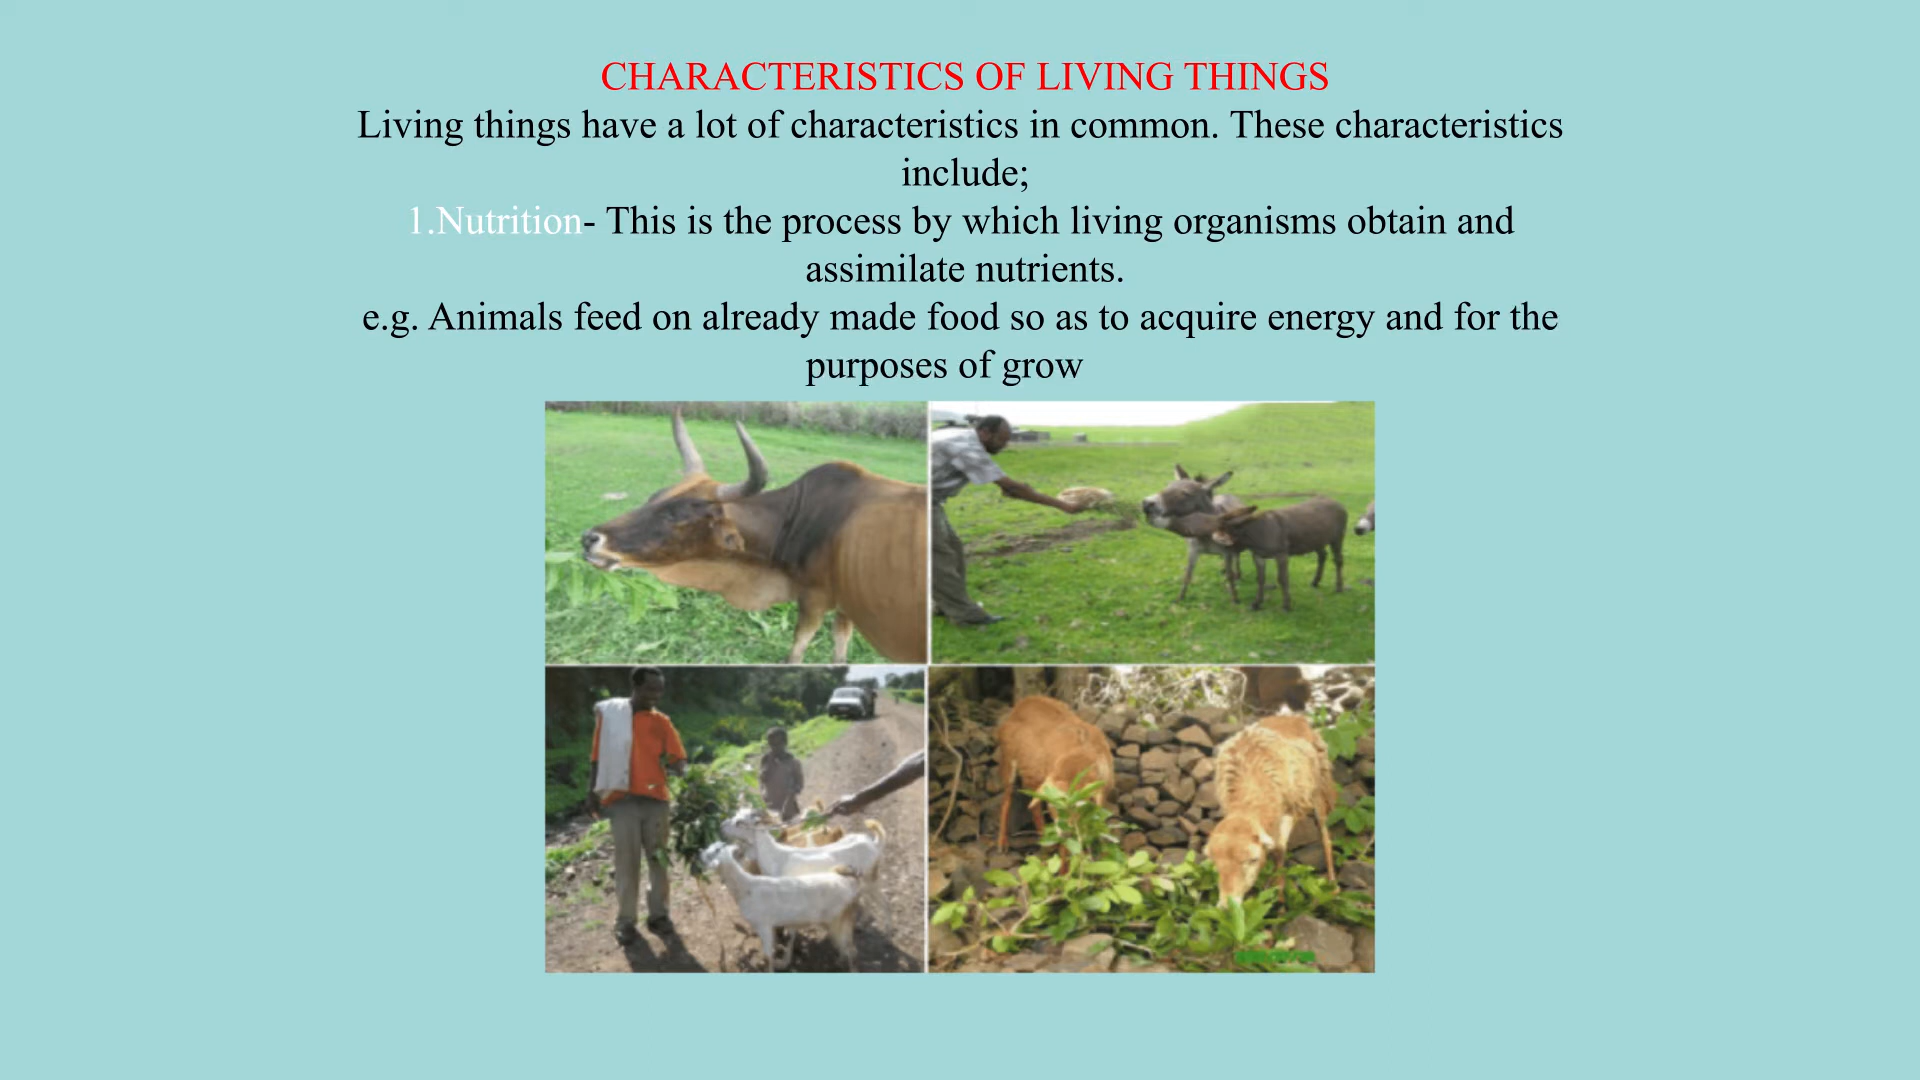 CHARACTERISTICS OF LIVING THINGS
Living things have a lot of characteristics in common. These characteristics
include;
1.Nutrition- This is the process by which living organisms obtain and
assimilate nutrients.
e.g. Animals feed on already made food so as to acquire energy and for the
purposes of grow